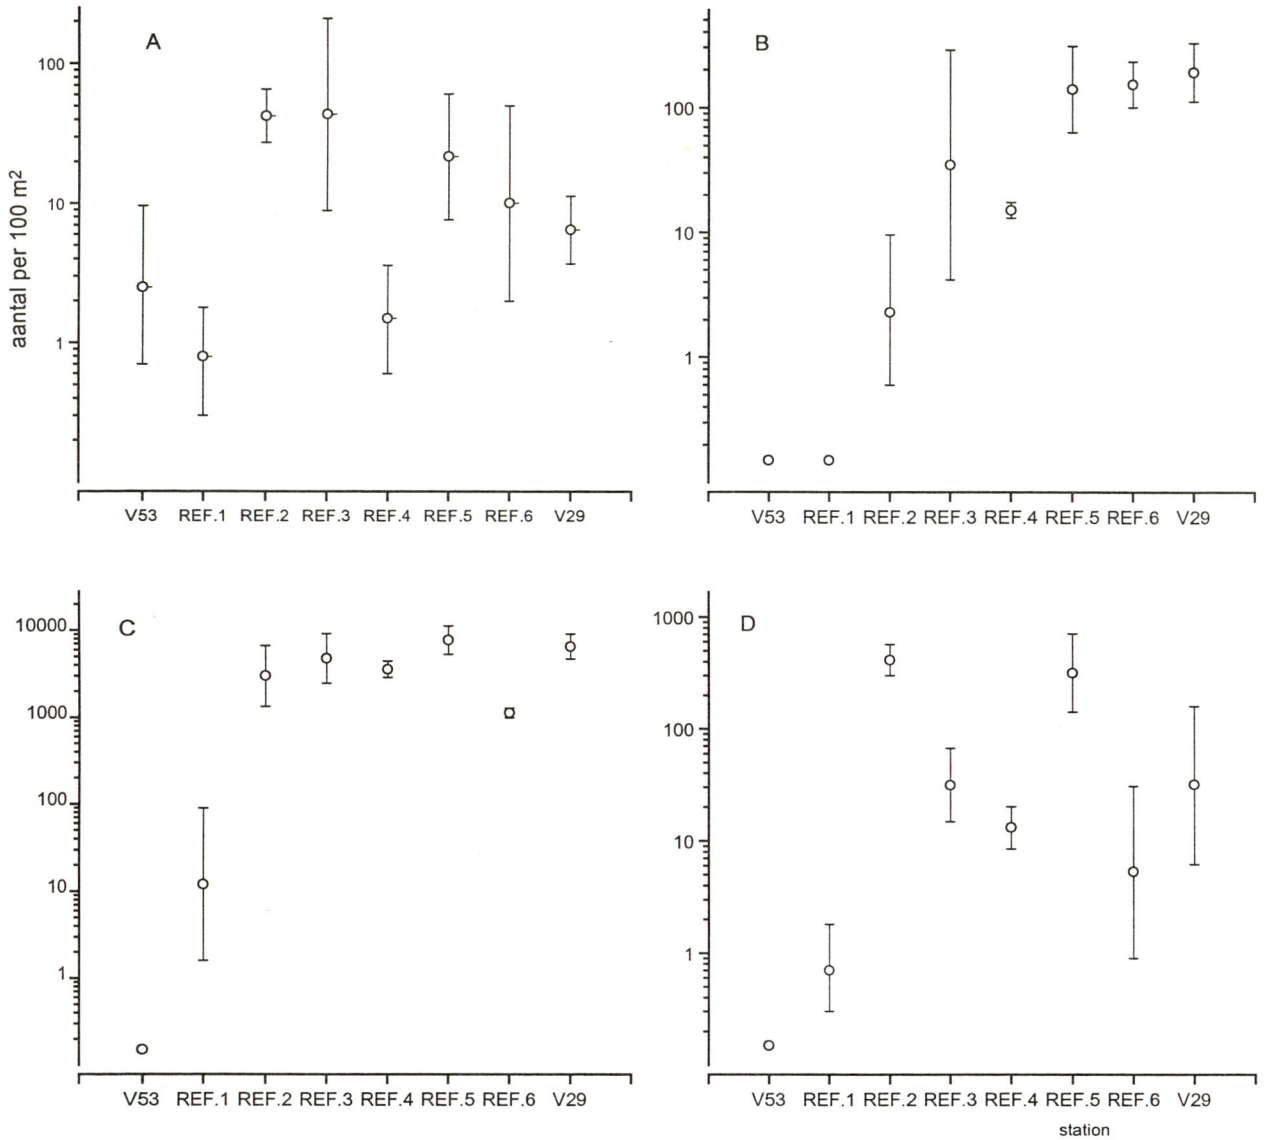 A
100
10
1
aantal per 100 m²
V53 REF.1 REF.2 REF.3 REF.4 REF.5 REF.6 V29
B
100
10
1
V53 REF.1 REF.2 REF.3 REF.4 REF.5 REF.6 V29
C
10000
1000
100
10
1
V53 REF.1 REF.2 REF.3 REF.4 REF.5 REF.6 V29
D
1000
100
10
1
V53 REF.1 REF.2 REF.3 REF.4 REF.5 REF.6 V29
station